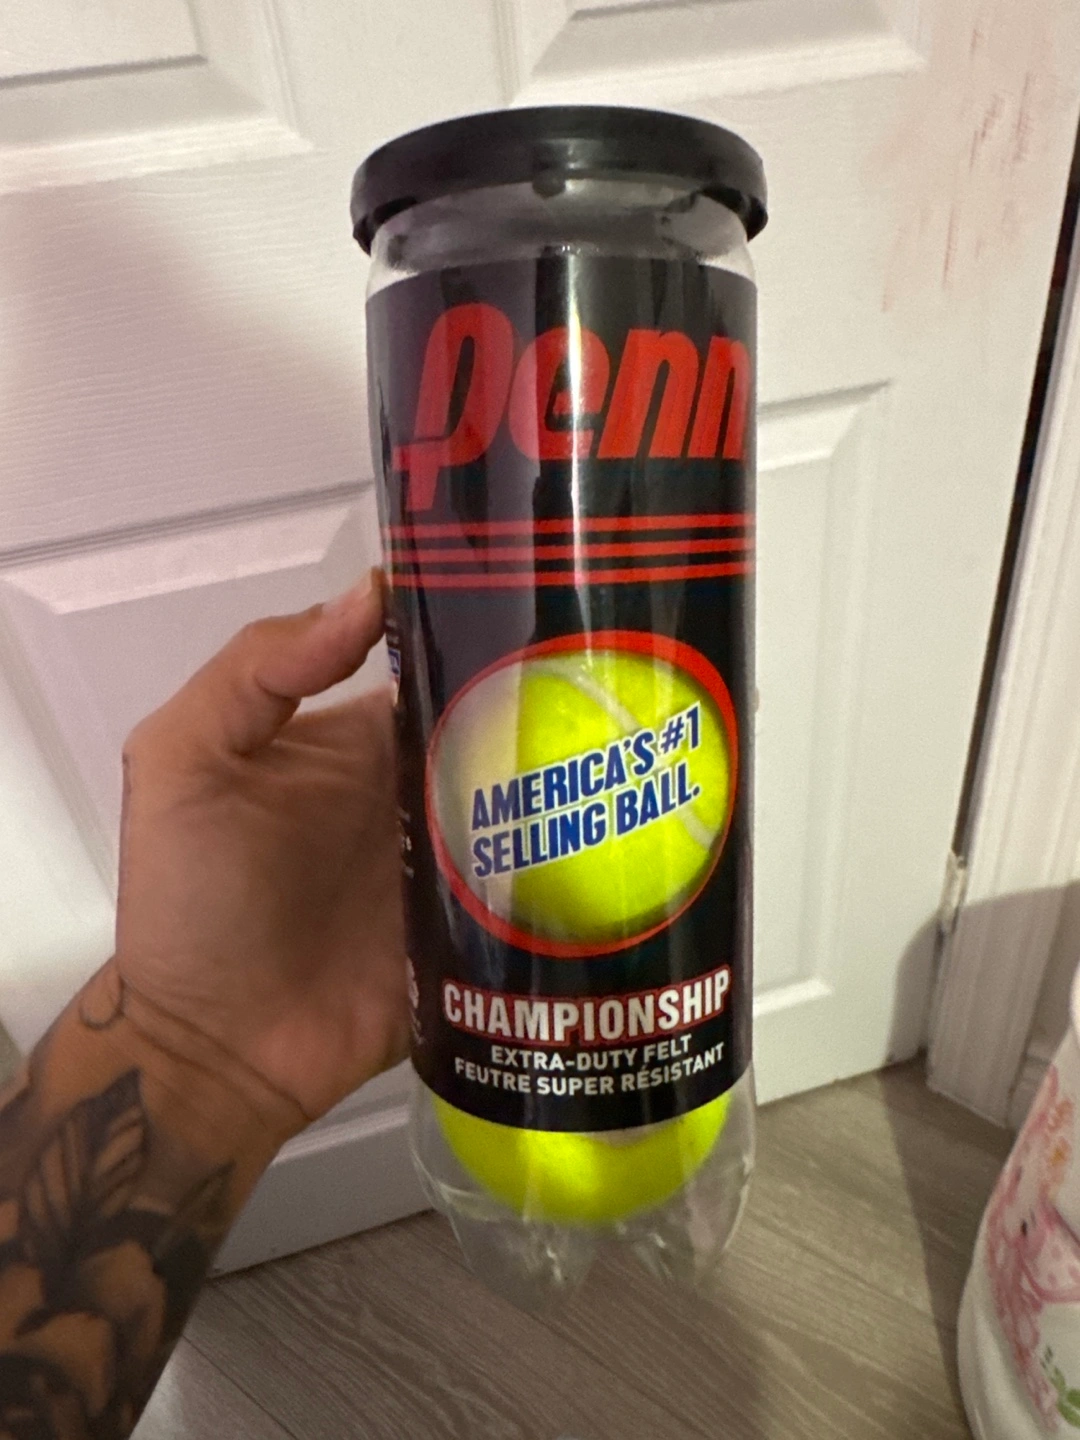 Penn
AMERICA'S #1
SELLING BALL.
CHAMPIONSHIP
EXTRA-DUTY FELT
FEUTRE SUPER RÉSISTANT